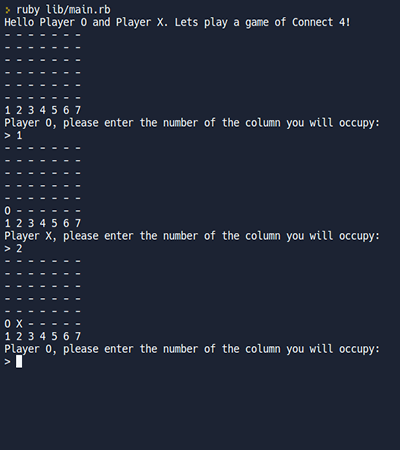 > ruby lib/main.rb
Hello Player O and Player X. Lets play a game of Connect 4!
- - - - - - -
- - - - - - -
- - - - - - -
- - - - - - -
- - - - - - -
- - - - - - -
1 2 3 4 5 6 7
Player O, please enter the number of the column you will occupy:
> 1
- - - - - - -
- - - - - - -
- - - - - - -
- - - - - - -
- - - - - - -
O - - - - - -
1 2 3 4 5 6 7
Player X, please enter the number of the column you will occupy:
> 2
- - - - - - -
- - - - - - -
- - - - - - -
- - - - - - -
- - - - - - -
O X - - - - -
1 2 3 4 5 6 7
Player O, please enter the number of the column you will occupy:
>